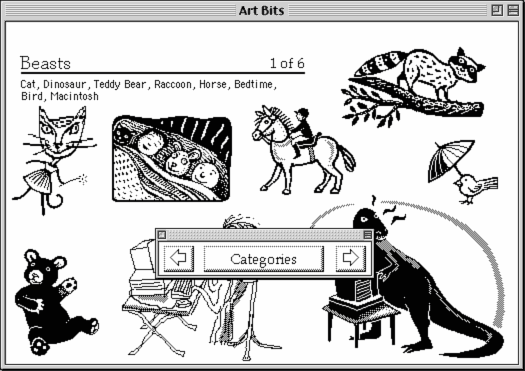 Art Bits
Beasts 1 of 6
Cat, Dinosaur, Teddy Bear, Raccoon, Horse, Bedtime,
Bird, Macintosh
Categories